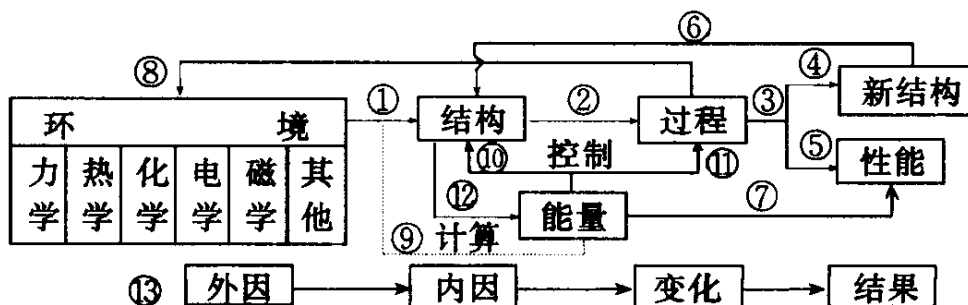 ⑥
⑧ ④
① 结构 ② 过程 ③ 新结构
环境
⑩ 控制 ⑪ ⑤ 性能
力学 热学 化学 电学 磁学 其他
⑫ 能量 ⑦
⑨ 计算
⑬ 外因 内因 变化 结果